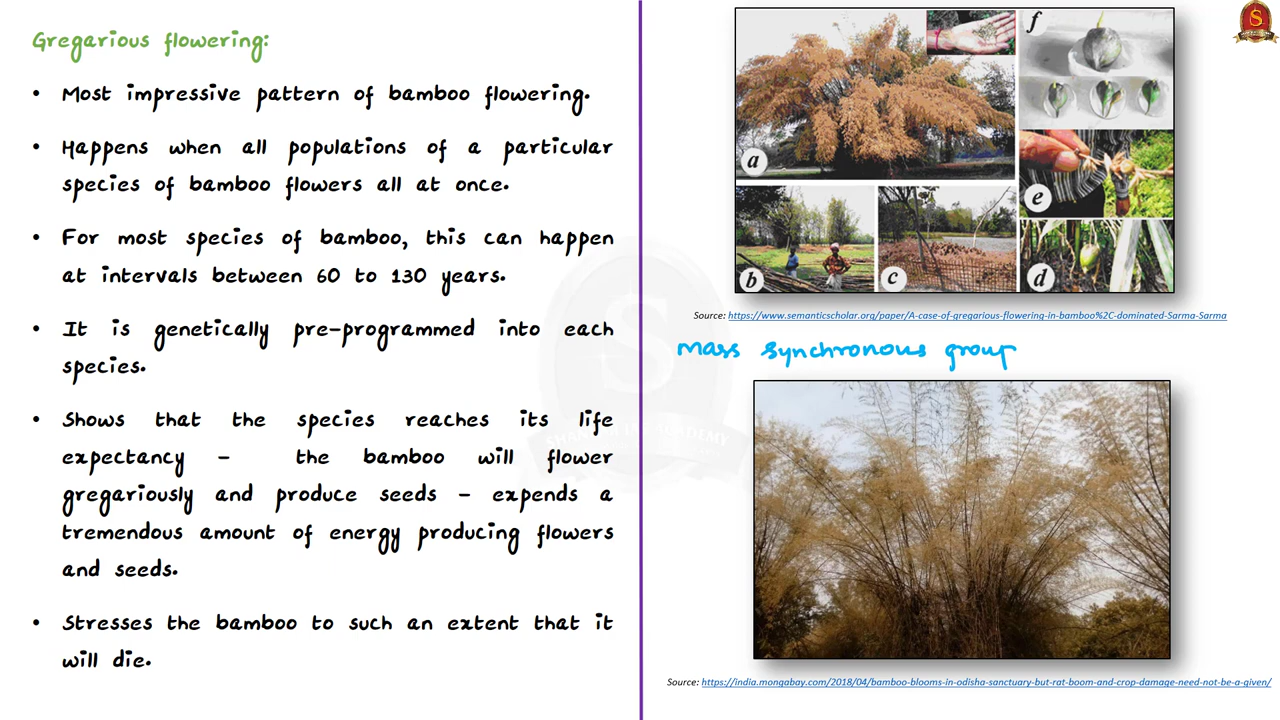 Gregarious flowering:
• Most impressive pattern of bamboo flowering.
• Happens when all populations of a particular
species of bamboo flowers all at once.
• For most species of bamboo, this can happen
at intervals between 60 to 130 years.
• It is genetically pre-programmed into each
species.
• Shows that the species reaches its life
expectancy – the bamboo will flower
gregariously and produce seeds – expends a
tremendous amount of energy producing flowers
and seeds.
• Stresses the bamboo to such an extent that it
will die.
a
b
c
d
e
f
Source: https://www.semanticscholar.org/paper/A-case-of-gregarious-flowering-in-bamboo%2C-dominated-Sarma-Sarma
mass synchronous group
Source: https://india.mongabay.com/2018/04/bamboo-blooms-in-odisha-sanctuary-but-rat-boom-and-crop-damage-need-not-be-a-given/
S